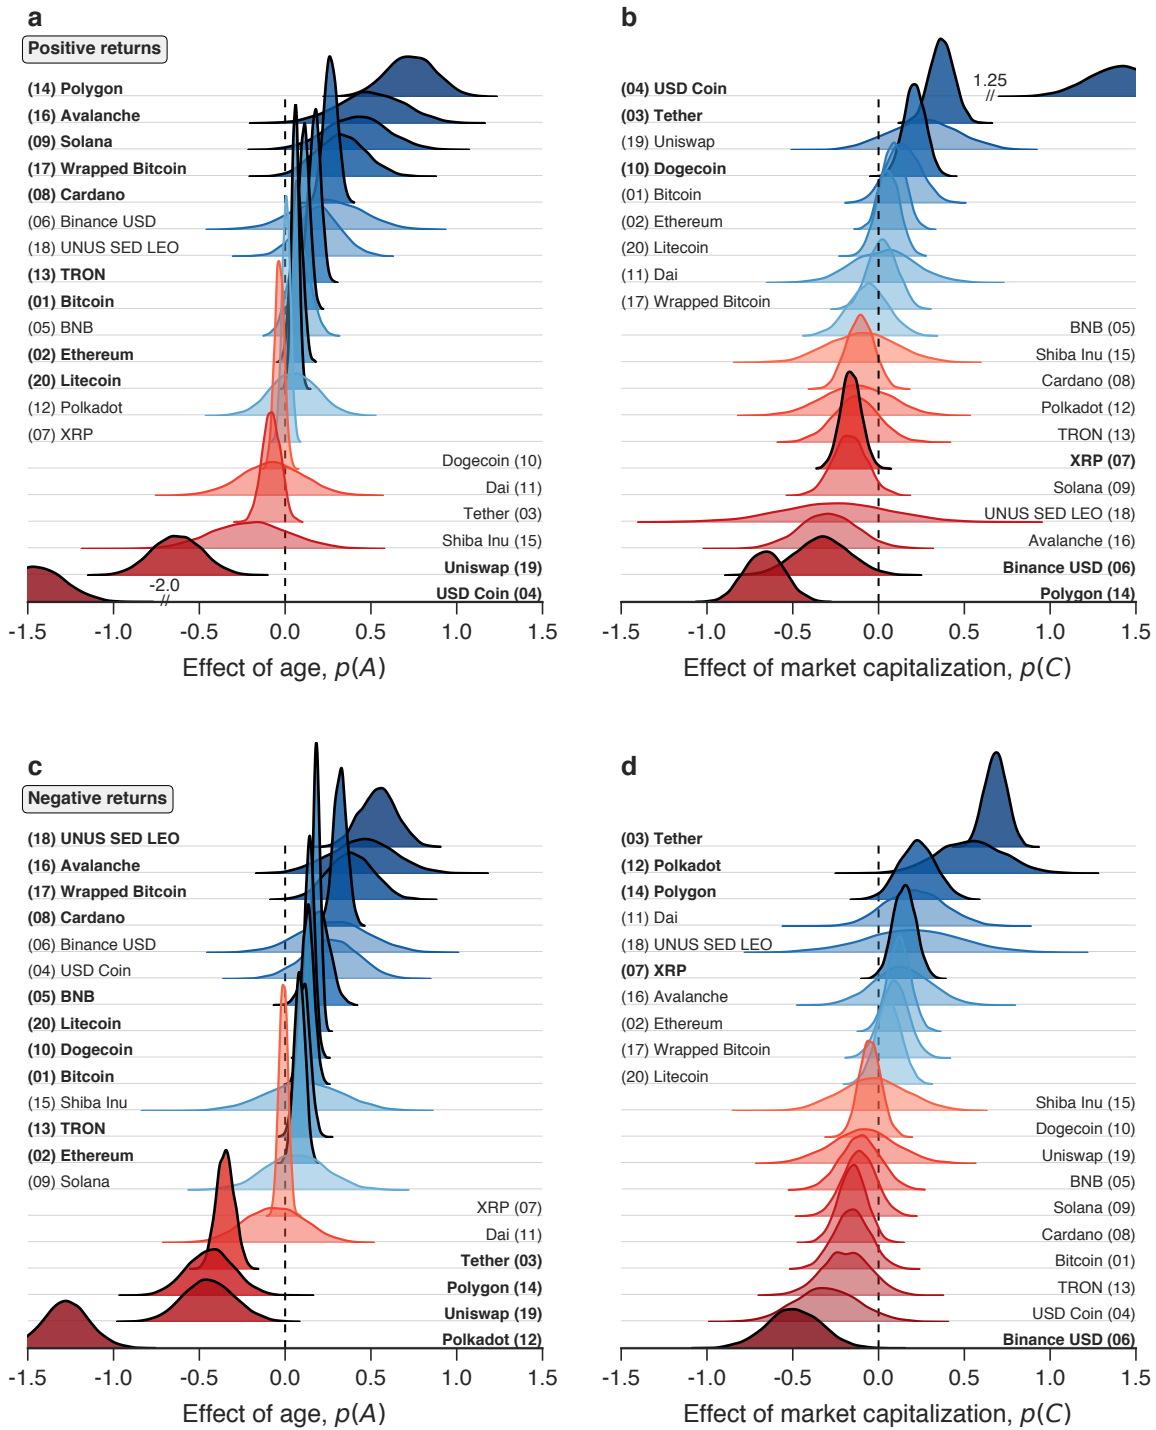 a
Positive returns
(14) Polygon
(16) Avalanche
(09) Solana
(17) Wrapped Bitcoin
(08) Cardano
(06) Binance USD
(18) UNUS SED LEO
(13) TRON
(01) Bitcoin
(05) BNB
(02) Ethereum
(20) Litecoin
(12) Polkadot
(07) XRP
Dogecoin (10)
Dai (11)
Tether (03)
Shiba Inu (15)
Uniswap (19)
-2.0
//
USD Coin (04)
-1.5 -1.0 -0.5 0.0 0.5 1.0 1.5
Effect of age, p(A)
b
1.25
//
(04) USD Coin
(03) Tether
(19) Uniswap
(10) Dogecoin
(01) Bitcoin
(02) Ethereum
(20) Litecoin
(11) Dai
(17) Wrapped Bitcoin
BNB (05)
Shiba Inu (15)
Cardano (08)
Polkadot (12)
TRON (13)
XRP (07)
Solana (09)
UNUS SED LEO (18)
Avalanche (16)
Binance USD (06)
Polygon (14)
-1.5 -1.0 -0.5 0.0 0.5 1.0 1.5
Effect of market capitalization, p(C)
c
Negative returns
(18) UNUS SED LEO
(16) Avalanche
(17) Wrapped Bitcoin
(08) Cardano
(06) Binance USD
(04) USD Coin
(05) BNB
(20) Litecoin
(10) Dogecoin
(01) Bitcoin
(15) Shiba Inu
(13) TRON
(02) Ethereum
(09) Solana
XRP (07)
Dai (11)
Tether (03)
Polygon (14)
Uniswap (19)
Polkadot (12)
-1.5 -1.0 -0.5 0.0 0.5 1.0 1.5
Effect of age, p(A)
d
(03) Tether
(12) Polkadot
(14) Polygon
(11) Dai
(18) UNUS SED LEO
(07) XRP
(16) Avalanche
(02) Ethereum
(17) Wrapped Bitcoin
(20) Litecoin
Shiba Inu (15)
Dogecoin (10)
Uniswap (19)
BNB (05)
Solana (09)
Cardano (08)
Bitcoin (01)
TRON (13)
USD Coin (04)
Binance USD (06)
-1.5 -1.0 -0.5 0.0 0.5 1.0 1.5
Effect of market capitalization, p(C)